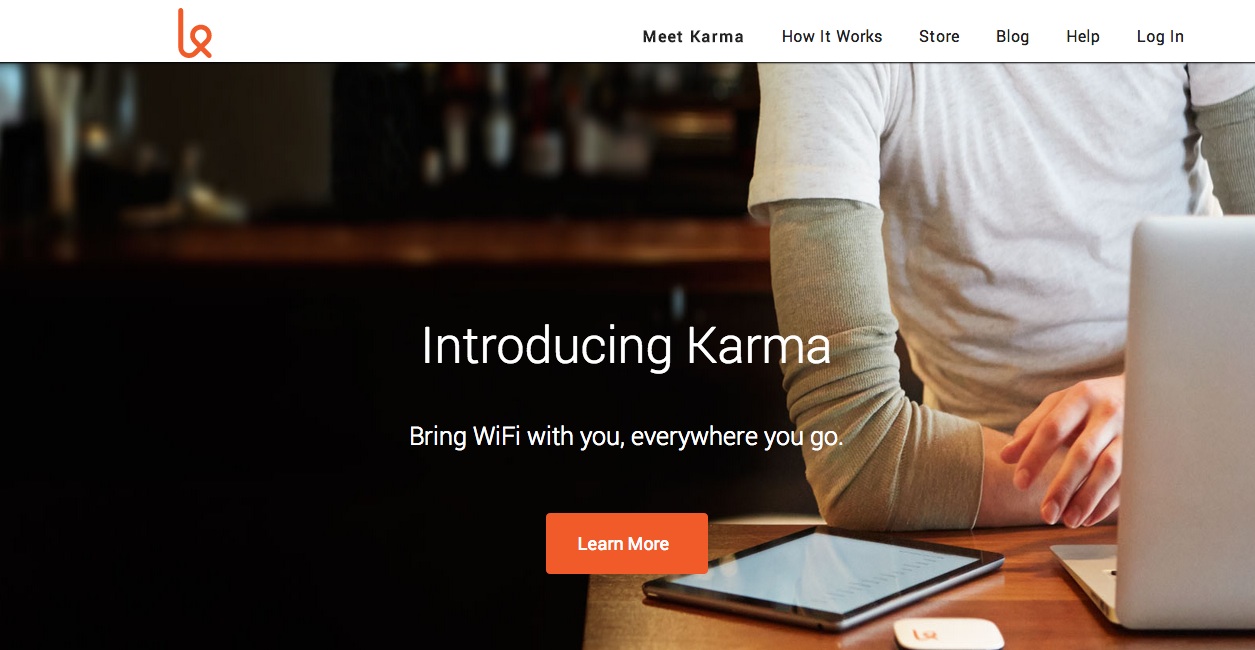 Meet Karma
How It Works
Store
Blog
Help
Log In
Introducing Karma
Bring WiFi with you, everywhere you go.
Learn More